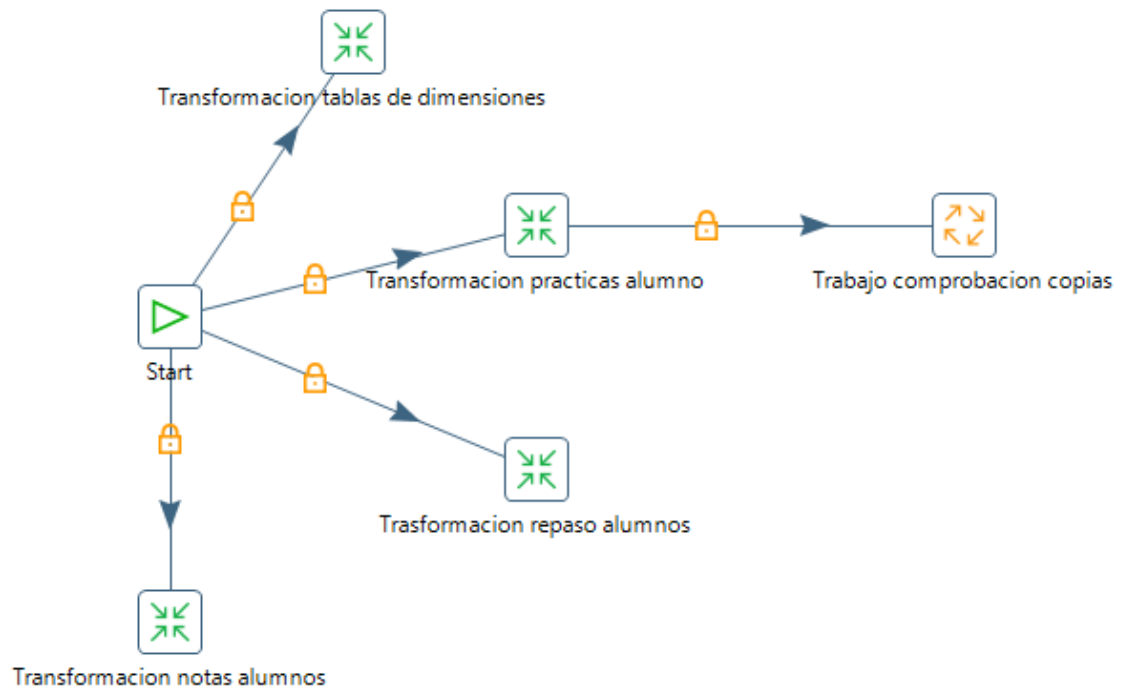 Transformacion tablas de dimensiones
Transformacion practicas alumno
Trabajo comprobacion copias
Start
Trasformacion repaso alumnos
Transformacion notas alumnos